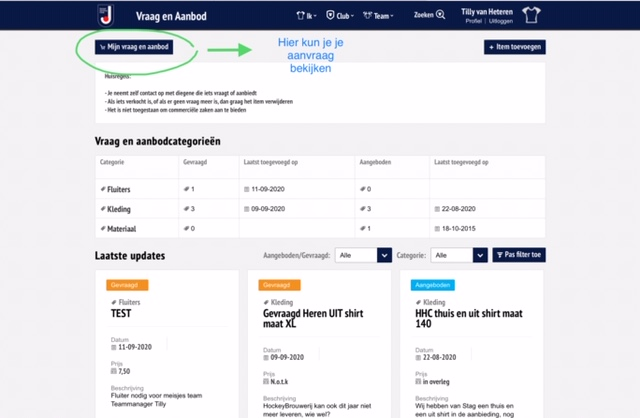 Vraag en Aanbod
Ik
Club
Team
Zoeken
Tilly van Heteren
Profiel | Uitloggen
Mijn vraag en aanbod
Hier kun je je
aanvraag
bekijken
+ Item toevoegen
Huisregels:
- Je neemt zelf contact op met diegene die iets vraagt of aanbiedt
- Als iets verkocht is, of als er geen vraag meer is, dan graag het item verwijderen
- Het is niet toegestaan om commerciële zaken aan te bieden
Vraag en aanbodcategorieën
Categorie Gevraagd Laatst toegevoegd op Aangeboden Laatst toegevoegd op
Fluiters 1 11-09-2020 0
Kleding 3 09-09-2020 3 22-08-2020
Materiaal 0 1 18-10-2015
Laatste updates
Aangeboden/Gevraagd: Alle Categorie: Alle Pas filter toe
Gevraagd
Fluiters
TEST
Datum
11-09-2020
Prijs
7,50
Beschrijving
Fluiter nodig voor meisjes team
Teammanager Tilly
Gevraagd
Kleding
Gevraagd Heren UIT shirt
maat XL
Datum
09-09-2020
Prijs
N.o.t.k
Beschrijving
HockeyBrouwerij kan ook dit jaar niet
meer leveren, wie wel?
Aangeboden
Kleding
HHC thuis en uit shirt maat
140
Datum
22-08-2020
Prijs
in overleg
Beschrijving
Wij hebben van Stag een thuis en
een uit shirt in de aanbieding, nog